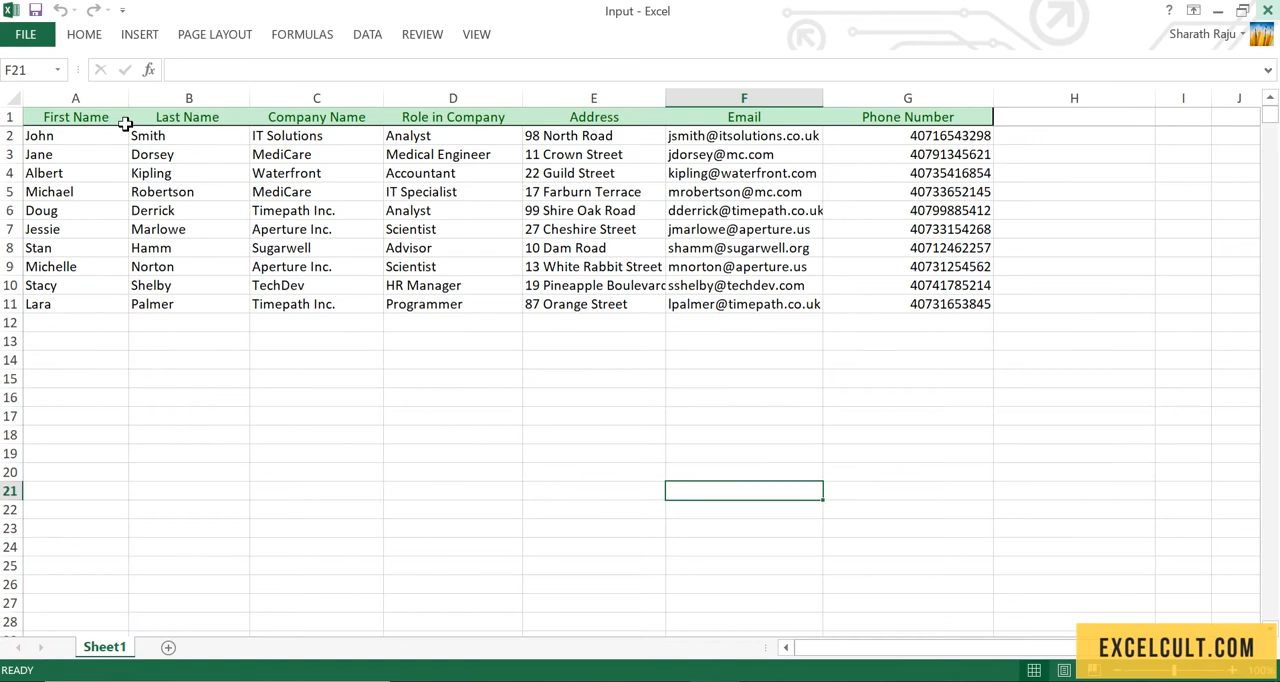 Input - Excel
?
FILE HOME INSERT PAGE LAYOUT FORMULAS DATA REVIEW VIEW Sharath Raju
F21 fx
A B C D E F G H I J
1 First Name Last Name Company Name Role in Company Address Email Phone Number
2 John Smith IT Solutions Analyst 98 North Road jsmith@itsolutions.co.uk 40716543298
3 Jane Dorsey MediCare Medical Engineer 11 Crown Street jdorsey@mc.com 40791345621
4 Albert Kipling Waterfront Accountant 22 Guild Street kipling@waterfront.com 40735416854
5 Michael Robertson MediCare IT Specialist 17 Farburn Terrace mrobertson@mc.com 40733652145
6 Doug Derrick Timepath Inc. Analyst 99 Shire Oak Road dderrick@timepath.co.uk 40799885412
7 Jessie Marlowe Aperture Inc. Scientist 27 Cheshire Street jmarlowe@aperture.us 40733154268
8 Stan Hamm Sugarwell Advisor 10 Dam Road shamm@sugarwell.org 40712462257
9 Michelle Norton Aperture Inc. Scientist 13 White Rabbit Street mnorton@aperture.us 40731254562
10 Stacy Shelby TechDev HR Manager 19 Pineapple Boulevard sshelby@techdev.com 40741785214
11 Lara Palmer Timepath Inc. Programmer 87 Orange Street lpalmer@timepath.co.uk 40731653845
12
13
14
15
16
17
18
19
20
21
22
23
24
25
26
27
28
Sheet1
EXCELCULT.COM
READY 100%